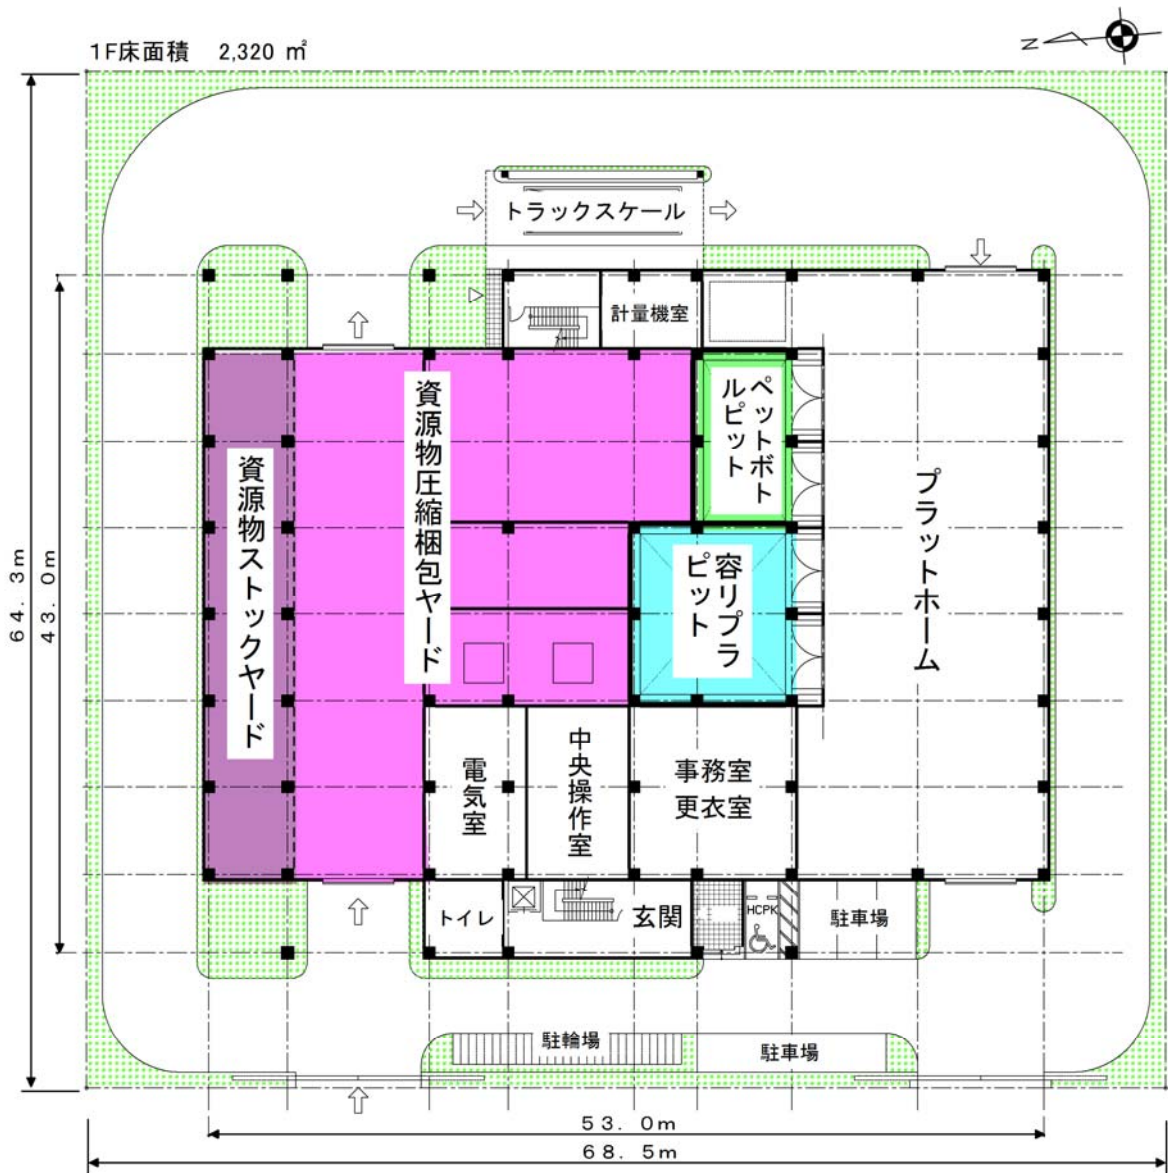 1F床面積 2,320 ㎡
N
トラックスケール
計量機室
資源物ストックヤード
資源物圧縮梱包ヤード
ペットボト
ルピット
容リプラ
ピット
プラットホーム
電気室
中央操作室
事務室
更衣室
トイレ
玄関
HCPK
駐車場
駐輪場
駐車場
64.3m
43.0m
53.0m
68.5m